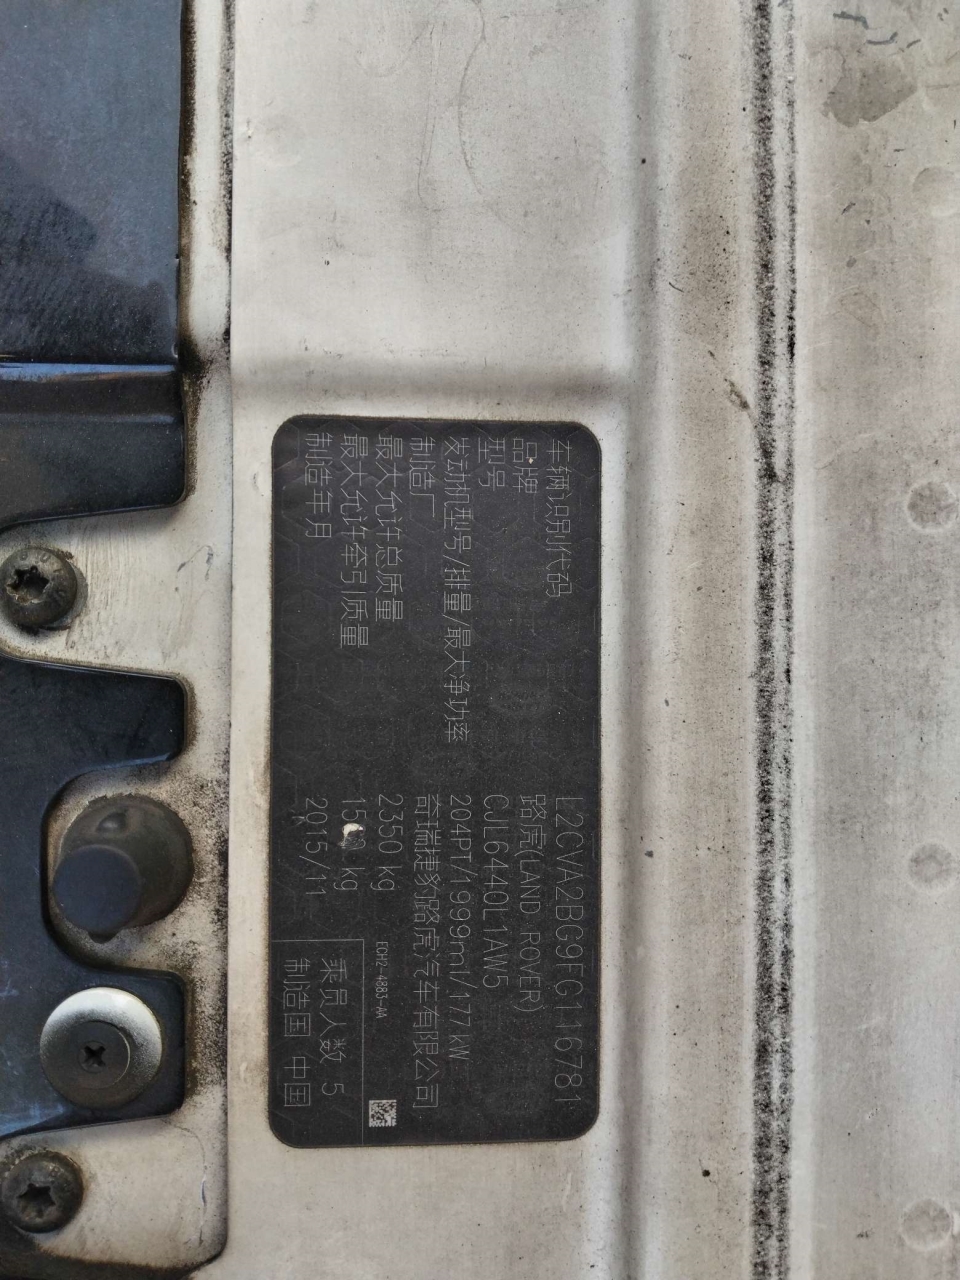 车辆识别代码 L2CVA2BG9FG116781
品牌 路虎(LAND ROVER)
型号 CJL6440L1AW5
发动机型号/排量/最大净功率 204PT/1999ml/177kW
制造厂 奇瑞捷豹路虎汽车有限公司
最大允许总质量 2350 kg
最大允许牵引质量 kg
制造年月 2015/11
乘员人数 5
制造国 中国